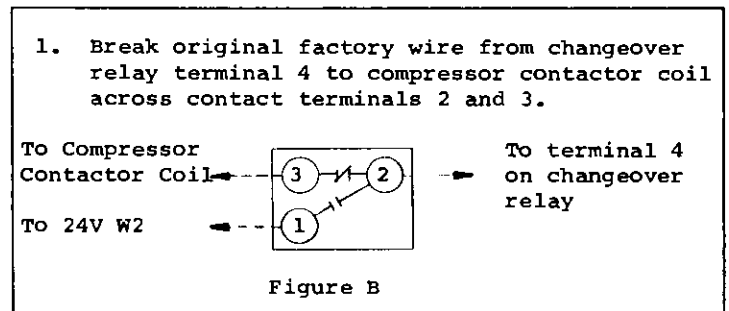 1. Break original factory wire from changeover
relay terminal 4 to compressor contactor coil
across contact terminals 2 and 3.
To Compressor
Contactor Coil
3
2
To terminal 4
on changeover
relay
To 24V W2
1
Figure B